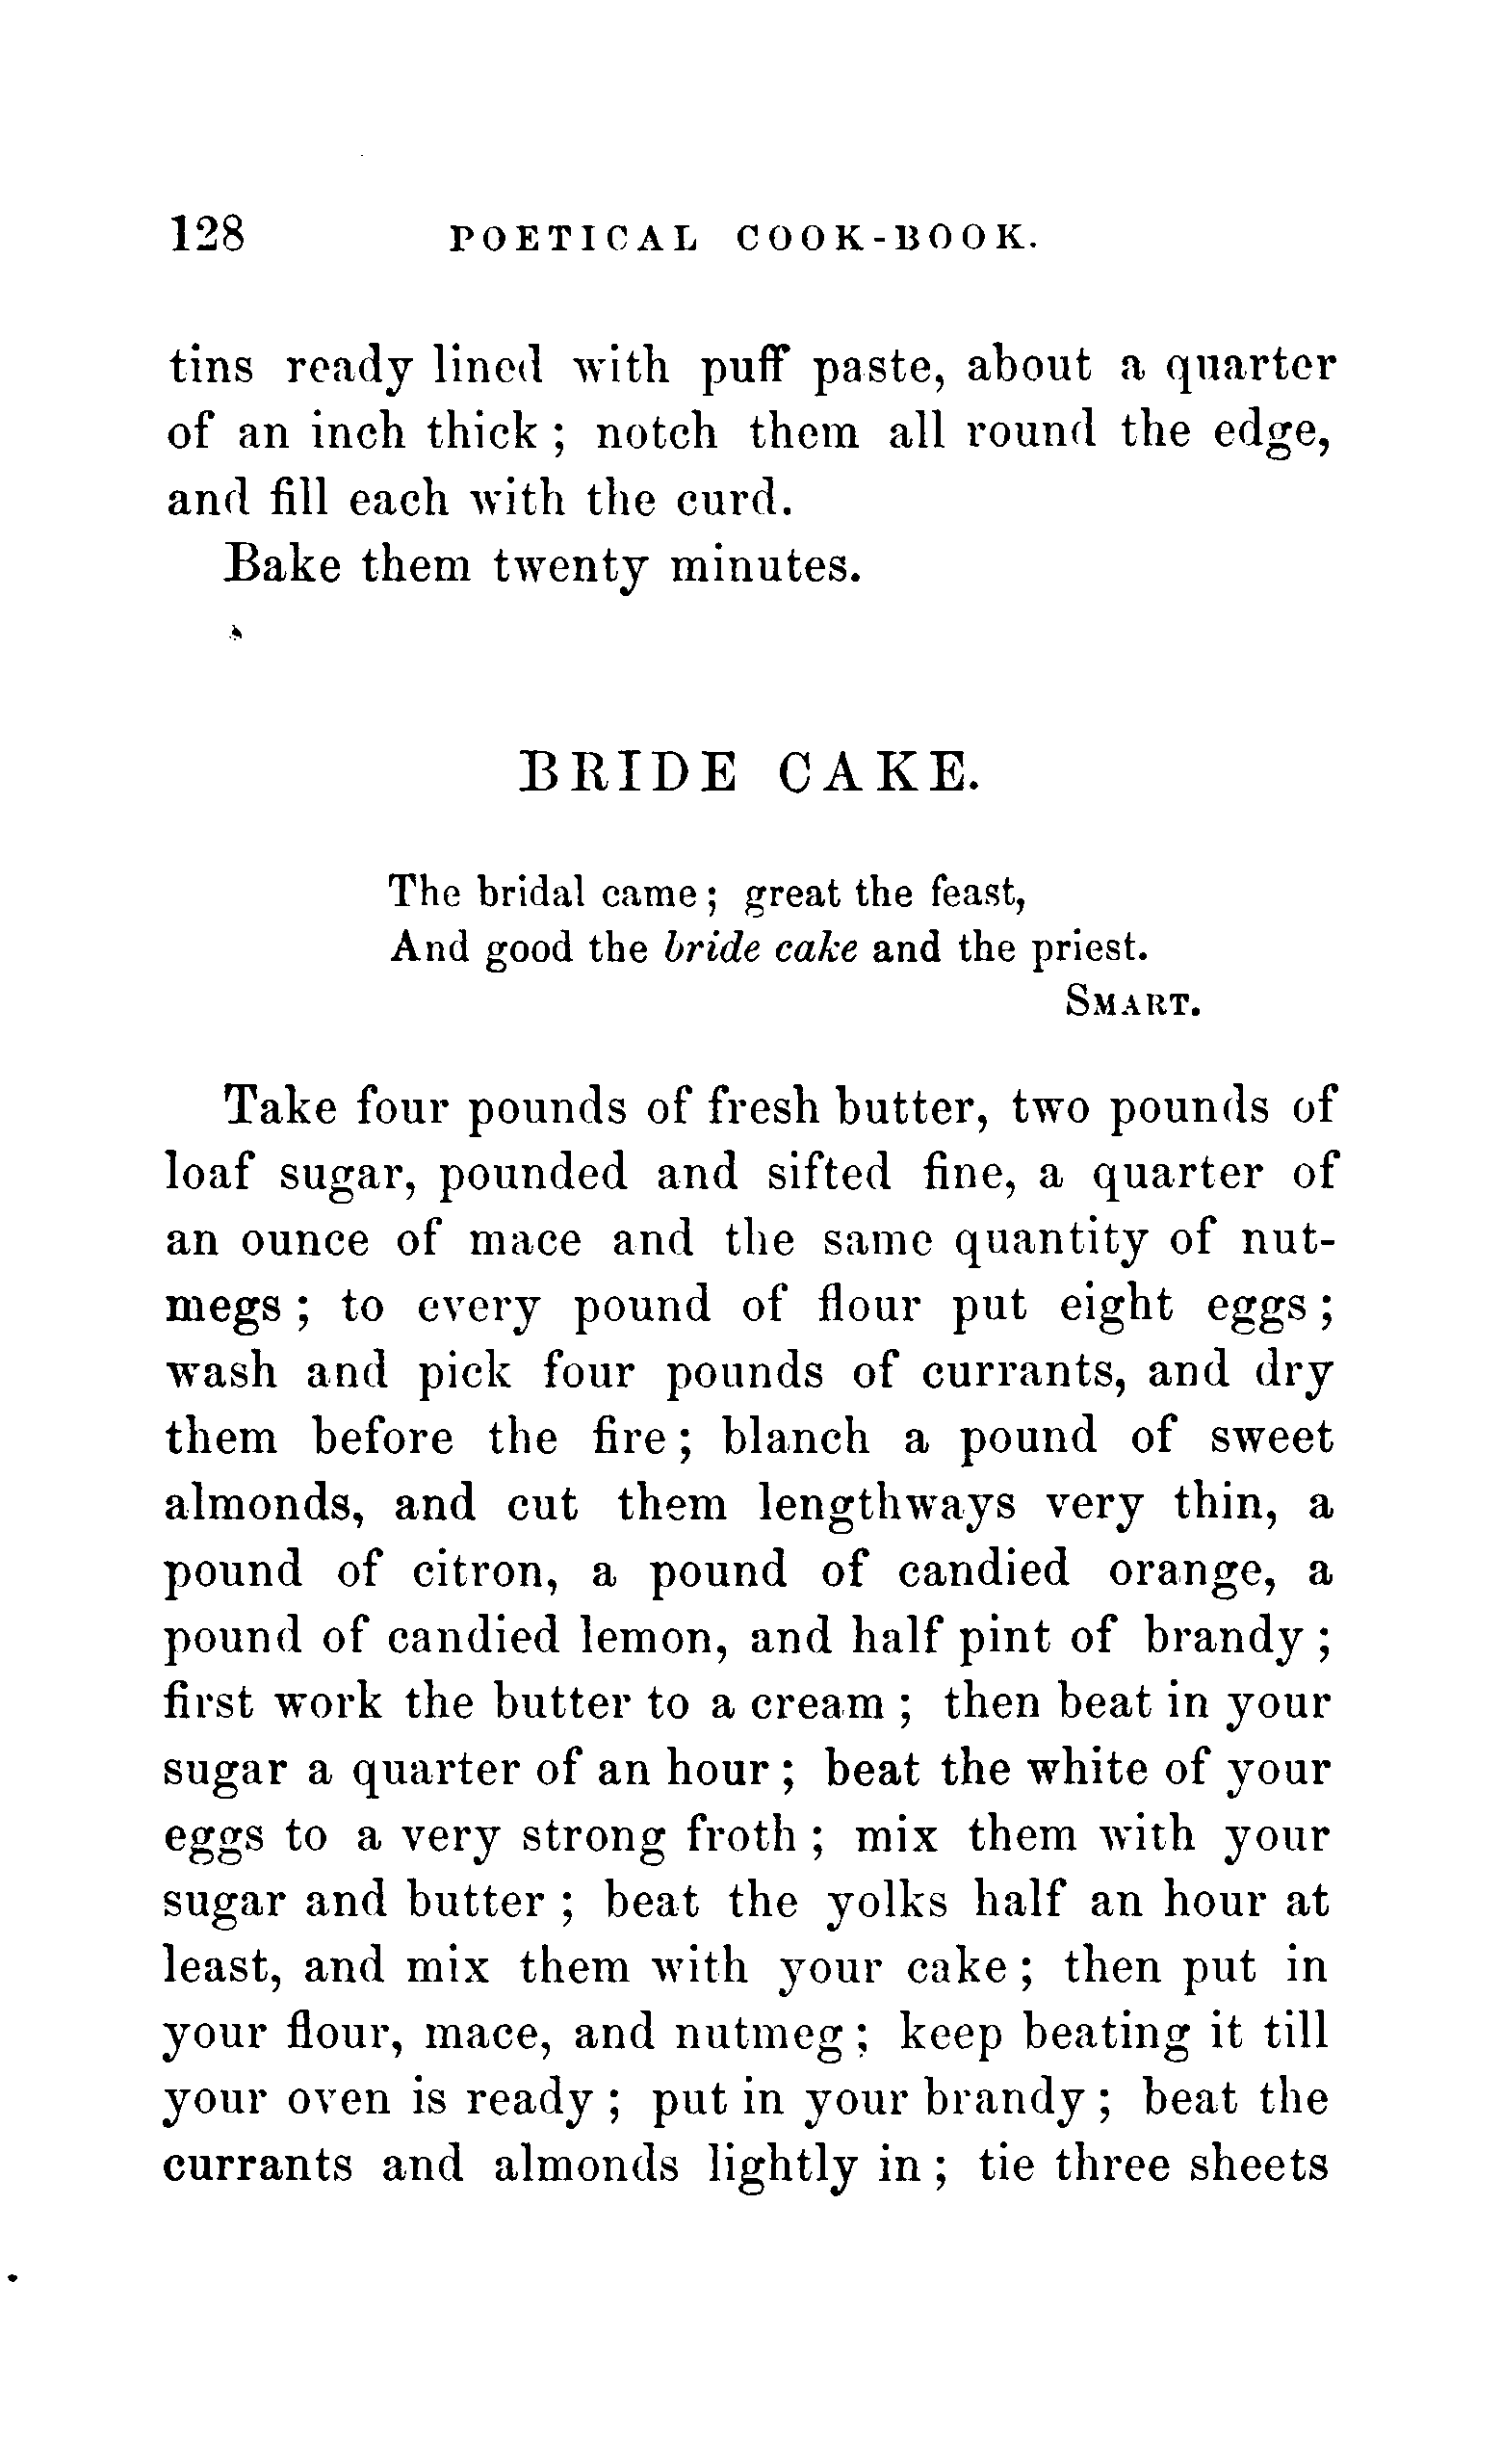 128 POETICAL COOK-BOOK.
tins ready lined with puff paste, about a quarter
of an inch thick; notch them all round the edge,
and fill each with the curd.
Bake them twenty minutes.
BRIDE CAKE.
The bridal came; great the feast,
And good the bride cake and the priest.
SMART.
Take four pounds of fresh butter, two pounds of
loaf sugar, pounded and sifted fine, a quarter of
an ounce of mace and the same quantity of nut-
megs; to every pound of flour put eight eggs;
wash and pick four pounds of currants, and dry
them before the fire; blanch a pound of sweet
almonds, and cut them lengthways very thin, a
pound of citron, a pound of candied orange, a
pound of candied lemon, and half pint of brandy;
first work the butter to a cream; then beat in your
sugar a quarter of an hour; beat the white of your
eggs to a very strong froth; mix them with your
sugar and butter; beat the yolks half an hour at
least, and mix them with your cake; then put in
your flour, mace, and nutmeg; keep beating it till
your oven is ready; put in your brandy; beat the
currants and almonds lightly in; tie three sheets